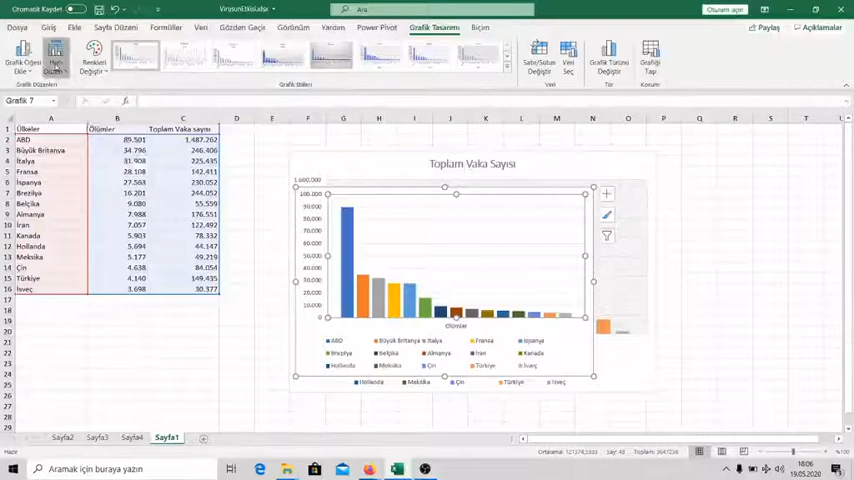 Otomatik Kaydet
VirusunEtkisi.xlsx
Ara
Oturum açın
Dosya Giriş Ekle Sayfa Düzeni Formüller Veri Gözden Geçir Görünüm Yardım Power Pivot Grafik Tasarımı Biçim
Paylaş Açıklamalar
Grafik Öğesi Ekle
Hızlı Düzen
Renkleri Değiştir
Satır/Sütun Değiştir
Veri Seç
Grafik Türünü Değiştir
Grafiği Taşı
Grafik Düzenleri Grafik Stilleri Veri Tür Konum
Grafik 7 fx
A B C D E F G H I J K L M N O P Q R S T U
1 Ülkeler Ölümler Toplam Vaka sayısı
2 ABD 89.501 1.487.262
3 Büyük Britanya 34.796 246.406
4 İtalya 31.908 225.435
5 Fransa 28.108 142.411
6 İspanya 27.563 230.052
7 Brezilya 16.201 244.052
8 Belçika 9.080 55.559
9 Almanya 7.988 176.551
10 İran 7.057 122.492
11 Kanada 5.903 78.332
12 Hollanda 5.694 44.147
13 Meksika 5.177 49.219
14 Çin 4.638 84.054
15 Türkiye 4.140 149.435
16 İsveç 3.698 30.377
17
18
19
20
21
22
23
24
25
26
27
28
29
Toplam Vaka Sayısı
1.600.000
100.000
90.000
80.000
70.000
60.000
50.000
40.000
30.000
20.000
10.000
0
Ölümler
ABD Büyük Britanya İtalya Fransa İspanya
Brezilya Belçika Almanya İran Kanada
Hollanda Meksika Çin Türkiye İsveç
Hollanda Meksika Çin Türkiye İsveç
Sayfa2 Sayfa3 Sayfa4 Sayfa1
Hazır
%100
Aramak için buraya yazın
18:06
19.05.2020